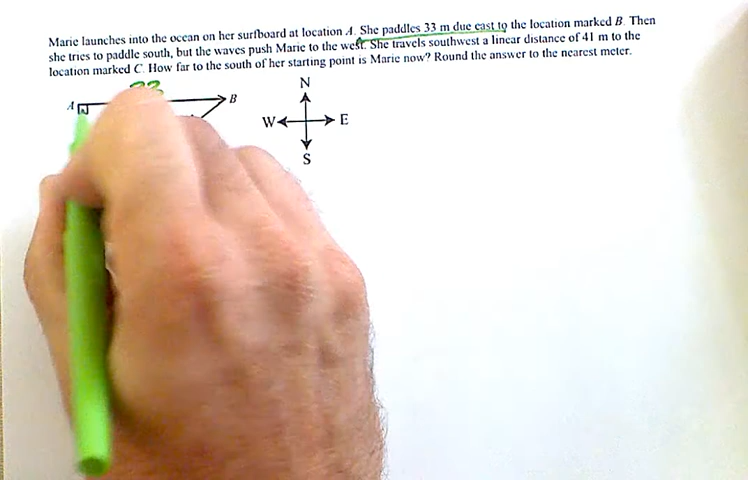 Marie launches into the ocean on her surfboard at location A. She paddles 33 m due east to the location marked B. Then
she tries to paddle south, but the waves push Marie to the west. She travels southwest a linear distance of 41 m to the
location marked C. How far to the south of her starting point is Marie now? Round the answer to the nearest meter.
33
N
A B
W E
S